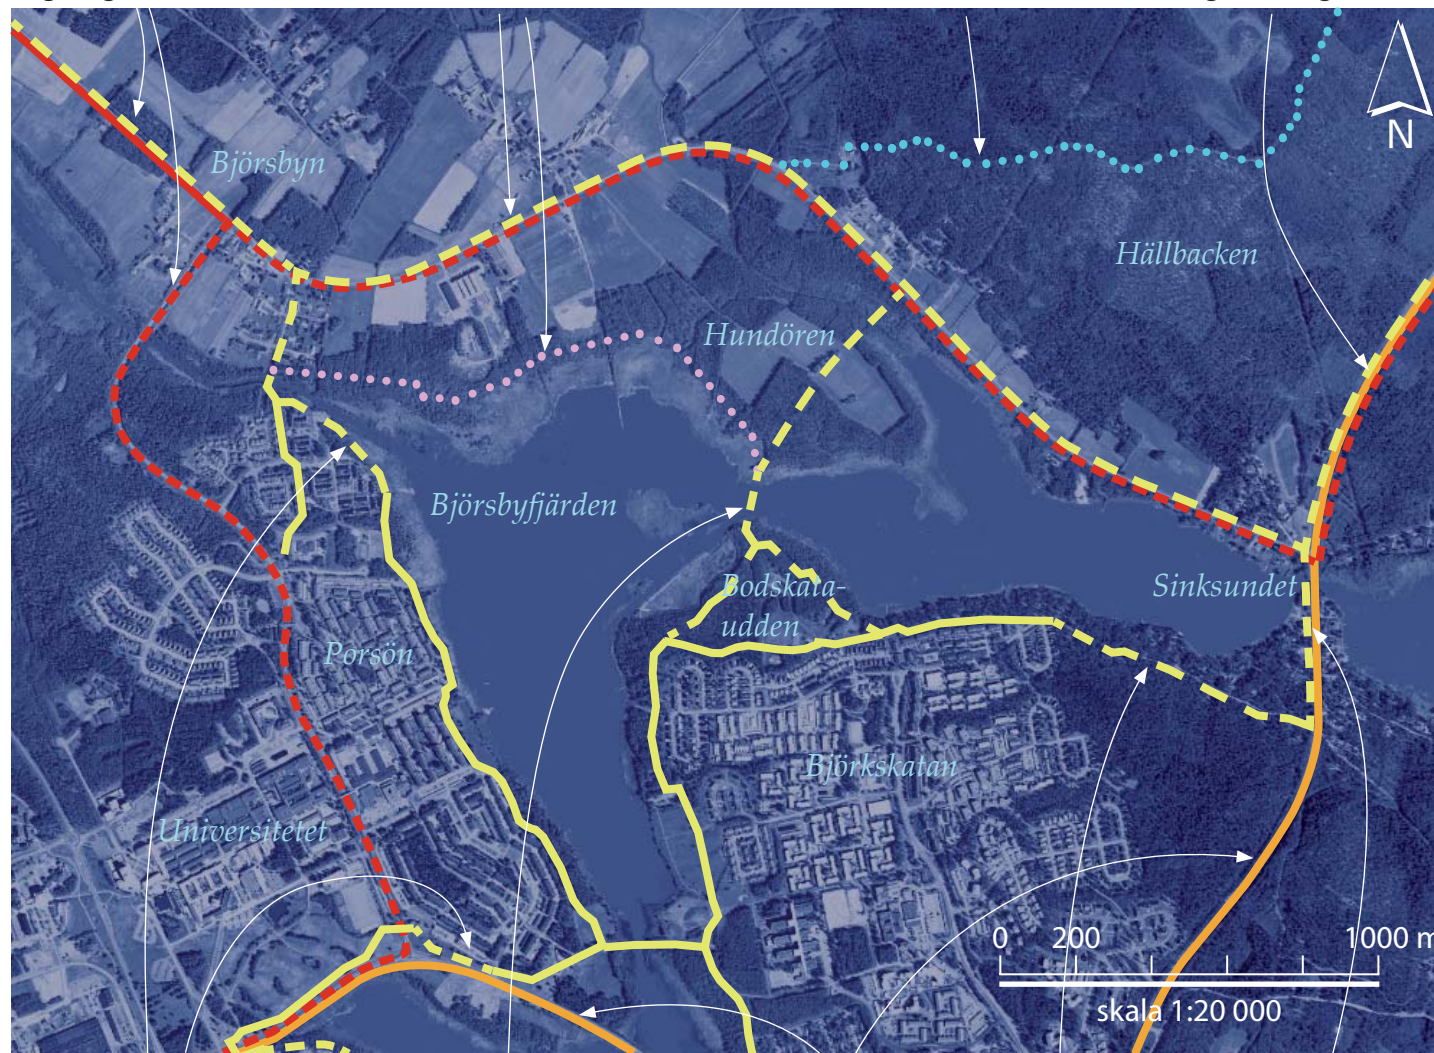 N
Björsbyn
Hällbacken
Hundören
Björsbyfjärden
Bodskata-
udden
Sinksundet
Porsön
Björkskatan
Universitetet
0 200 1000 m
skala 1:20 000